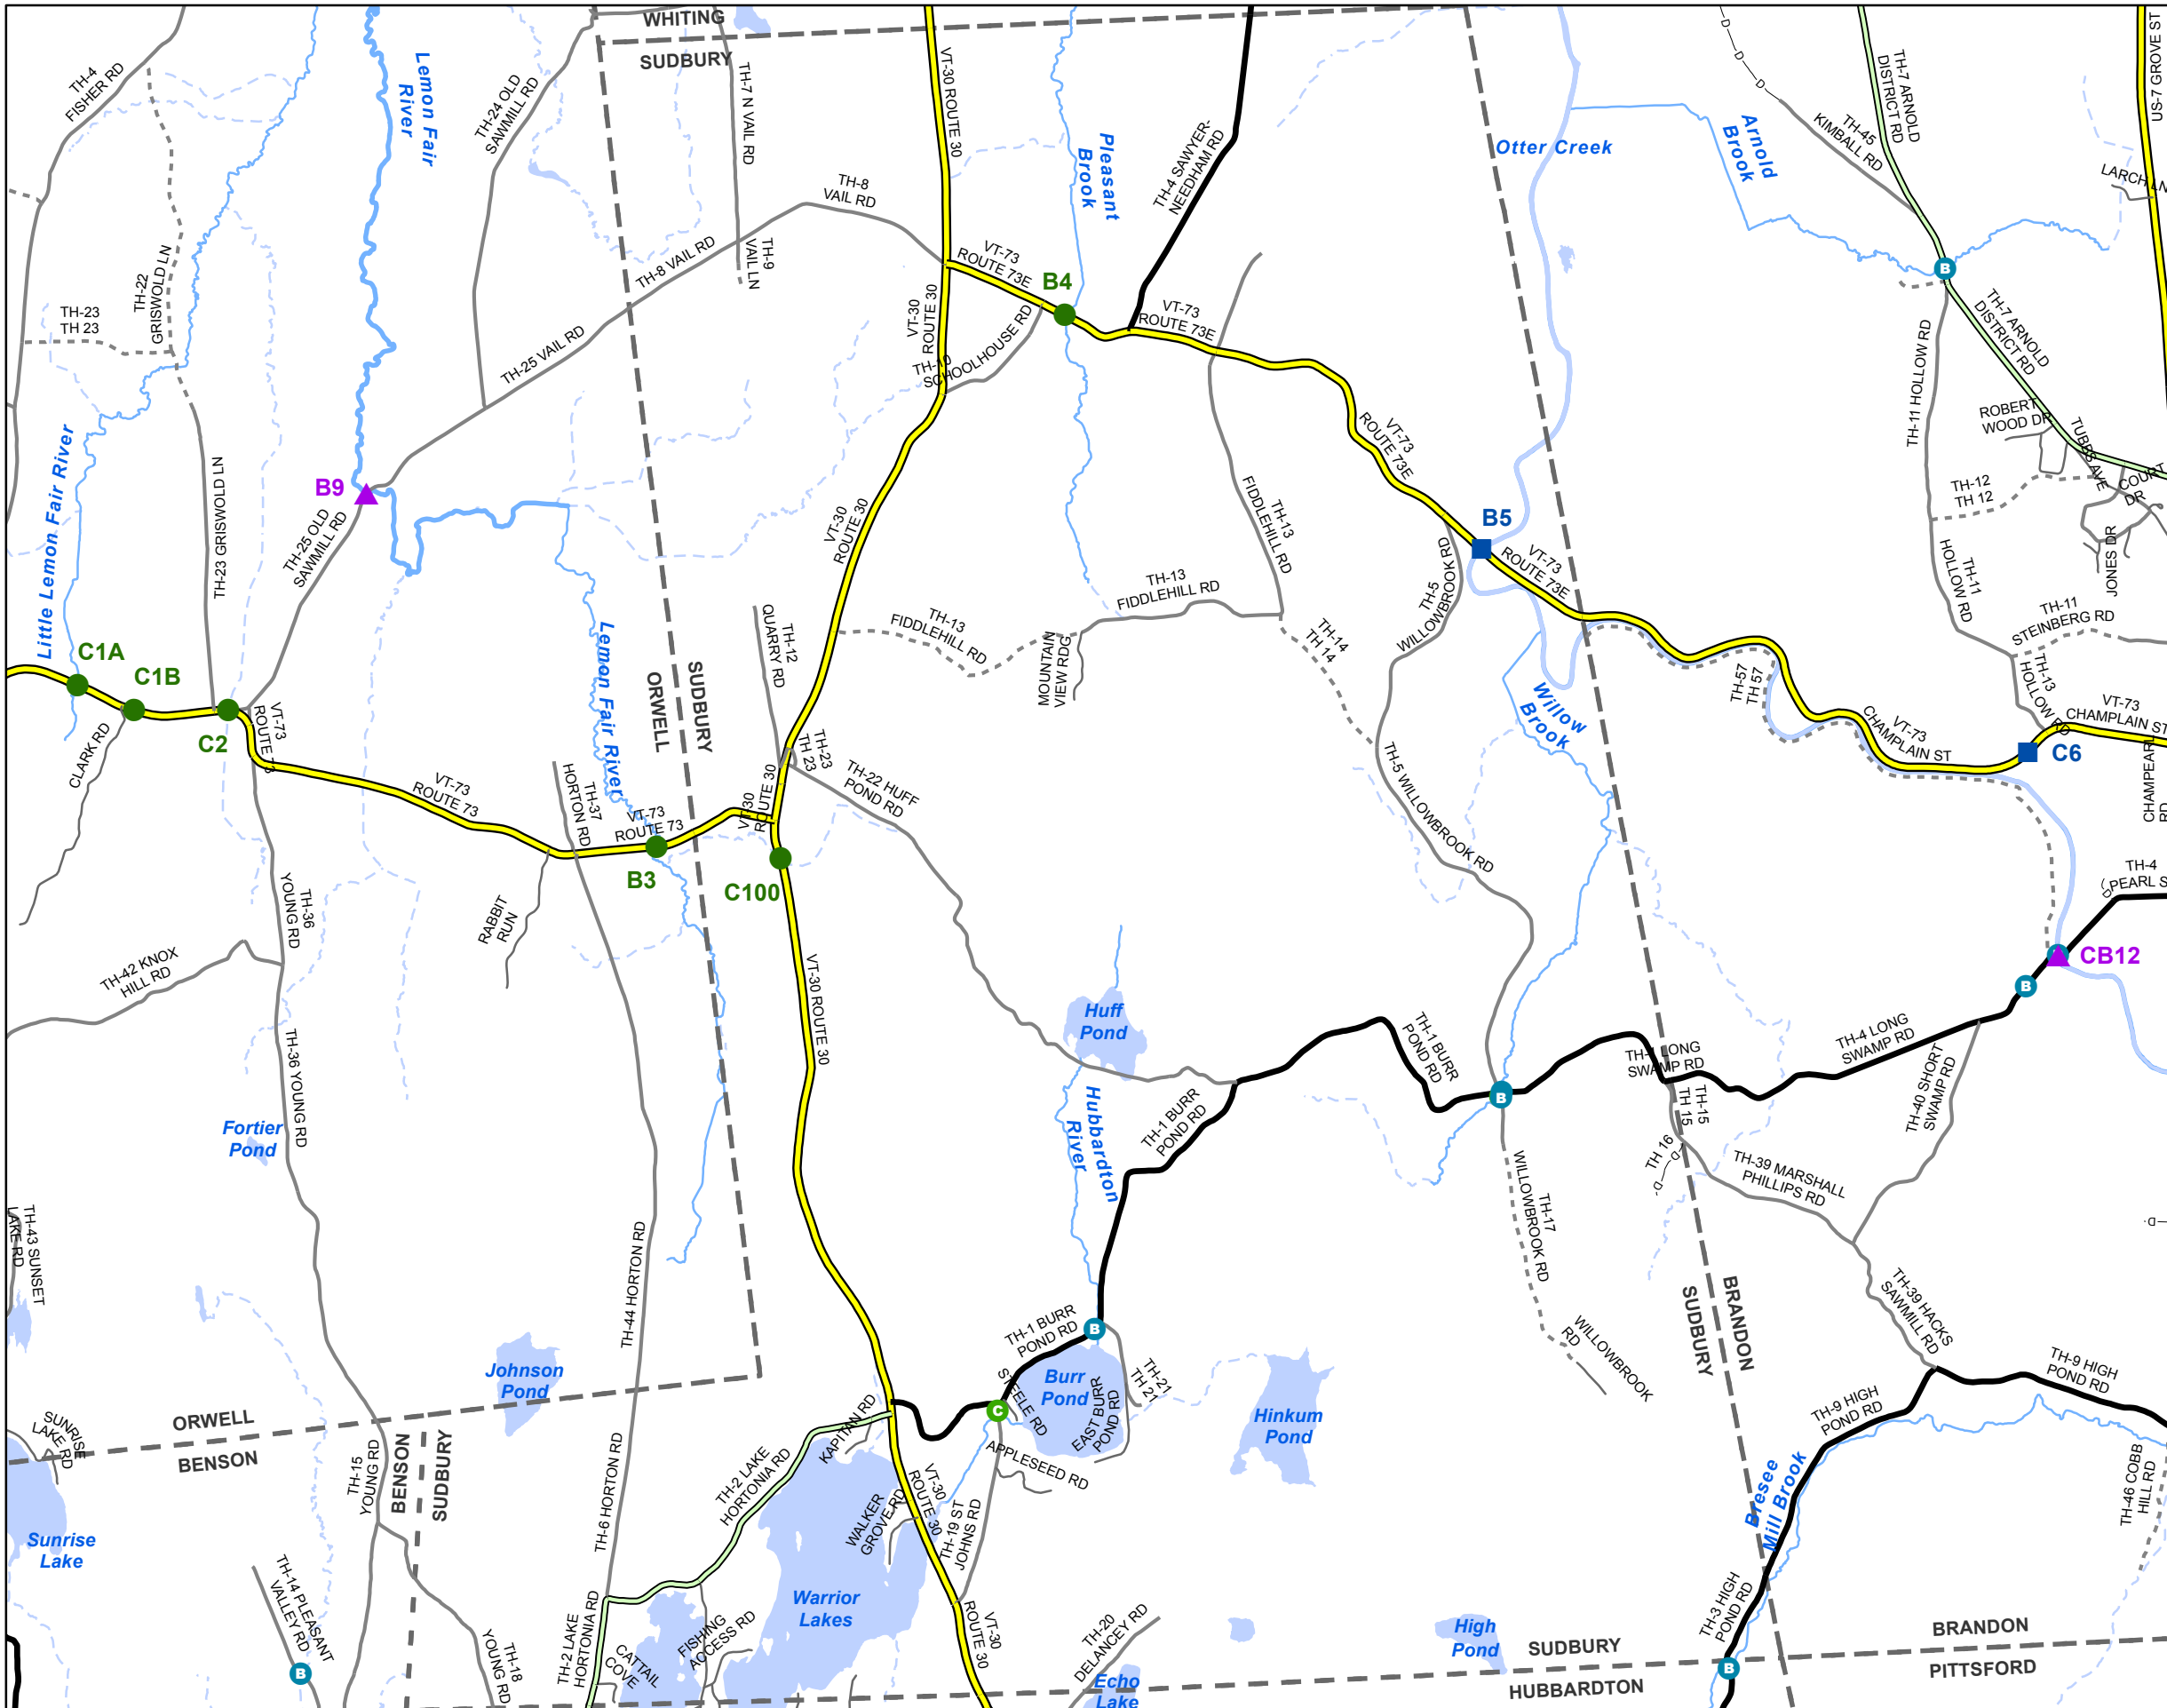 WHITING
SUDBURY
TH-4
FISHER RD
Lemon Fair
River
TH-24 OLD
SAWMILL RD
TH-7 N VAIL RD
VT-30 ROUTE 30
Pleasant
Brook
TH-4 SAWYER-
NEEDHAM RD
Otter Creek
Arnold
Brook
TH-45
KIMBALL RD
TH-7 ARNOLD
DISTRICT RD
US-7 GROVE ST
LARCH LN
D
D
D
TH-8
VAIL RD
TH-8 VAIL RD
TH-9
VAIL LN
TH-22
GRISWOLD LN
TH-23
TH 23
VT-73
ROUTE 73E
B4
VT-30
ROUTE 30
TH-10
SCHOOLHOUSE RD
VT-73
ROUTE 73E
B
TH-7 ARNOLD
DISTRICT RD
TH-11 HOLLOW RD
TH-25 VAIL RD
ROBERT
WOOD DR
TUBBS AVE
COURT
DR
VT-73
ROUTE 73E
TH-12
TH 12
JONES DR
Little Lemon Fair River
TH-23 GRISWOLD LN
B9
TH-25 OLD
SAWMILL RD
VT-30
ROUTE 30
TH-13
FIDDLEHILL RD
B5
VT-73
ROUTE 73E
TH-5
WILLOWBROOK RD
TH-11
HOLLOW RD
TH-11
STEINBERG RD
TH-13
FIDDLEHILL RD
TH-13
FIDDLEHILL RD
MOUNTAIN
VIEW RDG
TH-14
TH 14
TH-12
QUARRY RD
Lemon Fair River
ORWELL
SUDBURY
C1A
C1B
C2
VT-73
ROUTE 73
CLARK RD
Willow
Brook
TH-57
TH 57
TH-13
HOLLOW RD
VT-73
CHAMPLAIN ST
VT-73
CHAMPLAIN ST
C6
CHAMPEARL
RD
TH-23
TH 23
TH-22 HUFF
POND RD
TH-5 WILLOWBROOK RD
VT-73
ROUTE 73
TH-37
HORTON RD
VT-73
ROUTE 73
VT-30
ROUTE 30
B3
C100
RABBIT
RUN
TH-36
YOUNG RD
TH-42 KNOX
HILL RD
TH-4
PEARL S
D
CB12
B
VT-30 ROUTE 30
Huff
Pond
TH-1 BURR
POND RD
TH-4 LONG
SWAMP RD
TH-4 LONG
SWAMP RD
TH-40 SHORT
SWAMP RD
B
TH-15
TH 15
TH-36 YOUNG RD
Fortier
Pond
Hubbardton
River
TH-1 BURR
POND RD
TH 16
D
D
TH-39 MARSHALL
PHILLIPS RD
TH-17
WILLOWBROOK RD
D
TH-43 SUNSET
LAKE RD
TH-44 HORTON RD
BRANDON
SUDBURY
TH-39 HACKS
SAWMILL RD
WILLOWBROOK
RD
TH-1 BURR
POND RD
B
TH-21
TH 21
Johnson
Pond
Burr
Pond
STEELE RD
EAST BURR
POND RD
C
Hinkum
Pond
TH-9 HIGH
POND RD
TH-9 HIGH
POND RD
KAPITAN RD
SUNRISE
LAKE RD
ORWELL
BENSON
TH-15
YOUNG RD
BENSON
SUDBURY
TH-6 HORTON RD
TH-2 LAKE
HORTONIA RD
APPLESEED RD
VT-30
ROUTE 30
WALKER
GROVE RD
TH-19 ST
JOHNS RD
Bresee
Mill Brook
TH-46 COBB
HILL RD
Sunrise
Lake
TH-14 PLEASANT
VALLEY RD
B
TH-18
YOUNG RD
TH-2 LAKE
HORTONIA RD
CATTAIL
COVE
FISHING
ACCESS RD
Warrior
Lakes
VT-30
ROUTE 30
TH-20
DELANCEY RD
Echo
Lake
High
Pond
SUDBURY
HUBBARDTON
TH-3 HIGH
POND RD
B
BRANDON
PITTSFORD